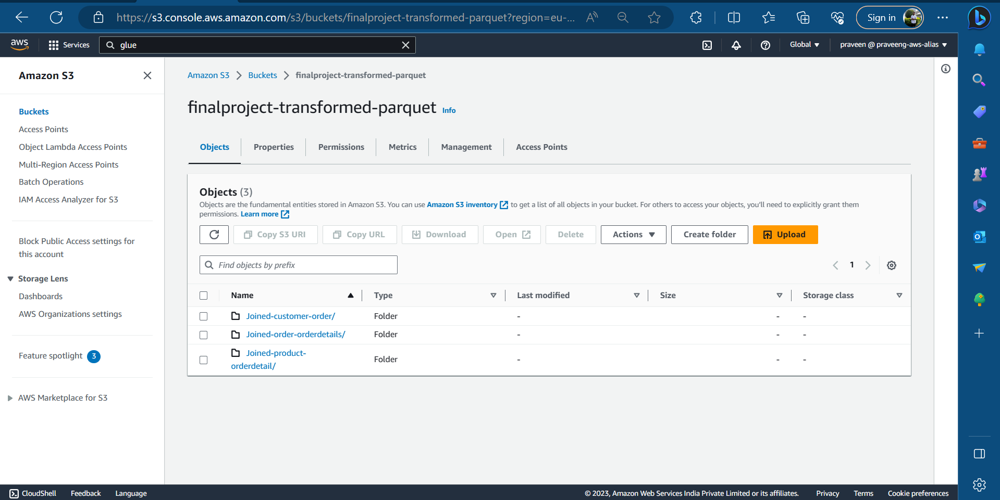 https://s3.console.aws.amazon.com/s3/buckets/finalproject-transformed-parquet?region=eu-...
Sign in
aws
Services
glue
Global
praveen @ praveeng-aws-alias
Amazon S3
Buckets
Access Points
Object Lambda Access Points
Multi-Region Access Points
Batch Operations
IAM Access Analyzer for S3
Block Public Access settings for
this account
Storage Lens
Dashboards
AWS Organizations settings
Feature spotlight 3
AWS Marketplace for S3
Amazon S3 > Buckets > finalproject-transformed-parquet
finalproject-transformed-parquet Info
Objects Properties Permissions Metrics Management Access Points
Objects (3)
Objects are the fundamental entities stored in Amazon S3. You can use Amazon S3 inventory to get a list of all objects in your bucket. For others to access your objects, you'll need to explicitly grant them
permissions. Learn more
Copy S3 URI Copy URL Download Open Delete Actions Create folder Upload
Find objects by prefix
1
Name Type Last modified Size Storage class
Joined-customer-order/ Folder - - -
Joined-order-orderdetails/ Folder - - -
Joined-product-
orderdetail/ Folder - - -
CloudShell Feedback Language
© 2023, Amazon Web Services India Private Limited or its affiliates. Privacy Terms Cookie preferences